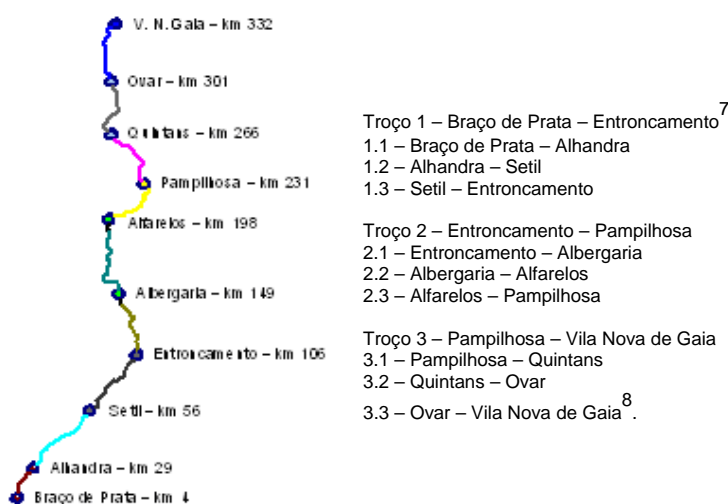 V. N.Gaia – km 332
Ovar – km 301
Quintans – km 266
Pampilhosa – km 231
Alfarelos – km 198
Albergaria – km 149
Entroncamento – km 106
Setil – km 56
Alhandra – km 29
Braço de Prata – km 4
Troço 1 – Braço de Prata – Entroncamento7
1.1 – Braço de Prata – Alhandra
1.2 – Alhandra – Setil
1.3 – Setil – Entroncamento
Troço 2 – Entroncamento – Pampilhosa
2.1 – Entroncamento – Albergaria
2.2 – Albergaria – Alfarelos
2.3 – Alfarelos – Pampilhosa
Troço 3 – Pampilhosa – Vila Nova de Gaia
3.1 – Pampilhosa – Quintans
3.2 – Quintans – Ovar
3.3 – Ovar – Vila Nova de Gaia8.